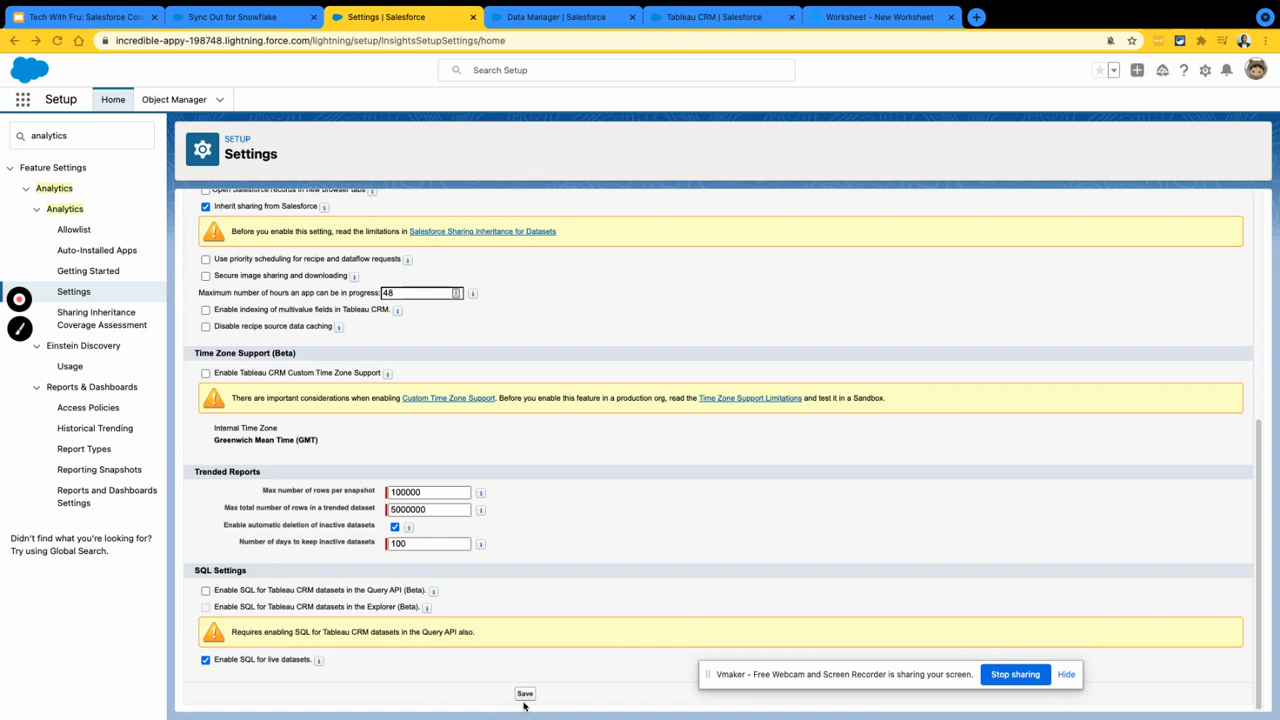 Tech With Fru: Salesforce Con
Sync Out for Snowflake
Settings | Salesforce
Data Manager | Salesforce
Tableau CRM | Salesforce
Worksheet - New Worksheet
incredible-appy-198748.lightning.force.com/lightning/setup/InsightsSetupSettings/home
Search Setup
Setup
Home
Object Manager
analytics
Feature Settings
Analytics
Analytics
Allowlist
Auto-Installed Apps
Getting Started
Settings
Sharing Inheritance
Coverage Assessment
Einstein Discovery
Usage
Reports & Dashboards
Access Policies
Historical Trending
Report Types
Reporting Snapshots
Reports and Dashboards
Settings
Didn't find what you're looking for?
Try using Global Search.
SETUP
Settings
Open Salesforce records in new browser tabs
Inherit sharing from Salesforce
Before you enable this setting, read the limitations in Salesforce Sharing Inheritance for Datasets
Use priority scheduling for recipe and dataflow requests
Secure image sharing and downloading
Maximum number of hours an app can be in progress: 48
Enable indexing of multivalue fields in Tableau CRM.
Disable recipe source data caching
Time Zone Support (Beta)
Enable Tableau CRM Custom Time Zone Support
There are important considerations when enabling Custom Time Zone Support. Before you enable this feature in a production org, read the Time Zone Support Limitations and test it in a Sandbox.
Internal Time Zone
Greenwich Mean Time (GMT)
Trended Reports
Max number of rows per snapshot 100000
Max total number of rows in a trended dataset 5000000
Enable automatic deletion of inactive datasets
Number of days to keep inactive datasets 100
SQL Settings
Enable SQL for Tableau CRM datasets in the Query API (Beta).
Enable SQL for Tableau CRM datasets in the Explorer (Beta).
Requires enabling SQL for Tableau CRM datasets in the Query API also.
Enable SQL for live datasets.
Save
Vmaker - Free Webcam and Screen Recorder is sharing your screen.
Stop sharing
Hide